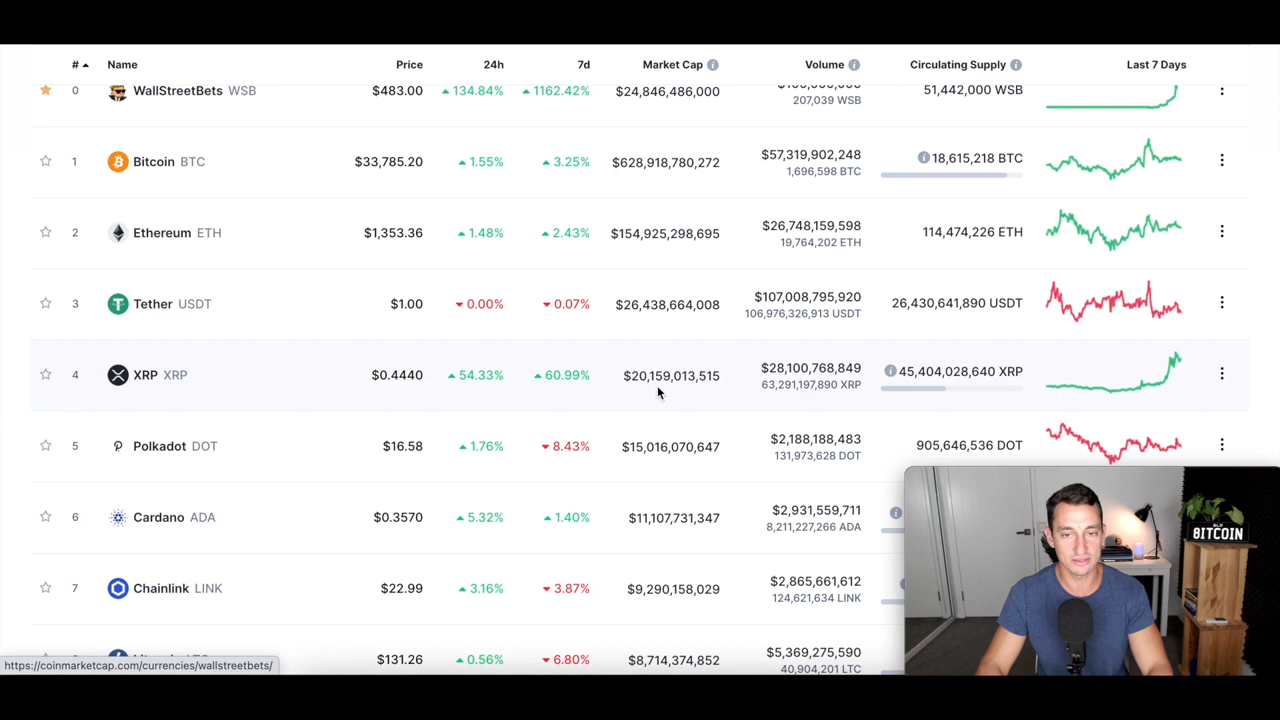 # Name Price 24h 7d Market Cap Volume Circulating Supply Last 7 Days
0 WallStreetBets WSB $483.00 134.84% 1162.42% $24,846,486,000 51,442,000 WSB
207,039 WSB
1 Bitcoin BTC $33,785.20 1.55% 3.25% $628,918,780,272 $57,319,902,248 18,615,218 BTC
1,696,598 BTC
2 Ethereum ETH $1,353.36 1.48% 2.43% $154,925,298,695 $26,748,159,598 114,474,226 ETH
19,764,202 ETH
3 Tether USDT $1.00 0.00% 0.07% $26,438,664,008 $107,008,795,920 26,430,641,890 USDT
106,976,326,913 USDT
4 XRP XRP $0.4440 54.33% 60.99% $20,159,013,515 $28,100,768,849 45,404,028,640 XRP
63,291,197,890 XRP
5 Polkadot DOT $16.58 1.76% 8.43% $15,016,070,647 $2,188,188,483 905,646,536 DOT
131,973,628 DOT
6 Cardano ADA $0.3570 5.32% 1.40% $11,107,731,347 $2,931,559,711
8,211,227,266 ADA
7 Chainlink LINK $22.99 3.16% 3.87% $9,290,158,029 $2,865,661,612
124,621,634 LINK
$131.26 0.56% 6.80% $8,714,374,852 $5,369,275,590
40,904,201 LTC
https://coinmarketcap.com/currencies/wallstreetbets/
BITCOIN